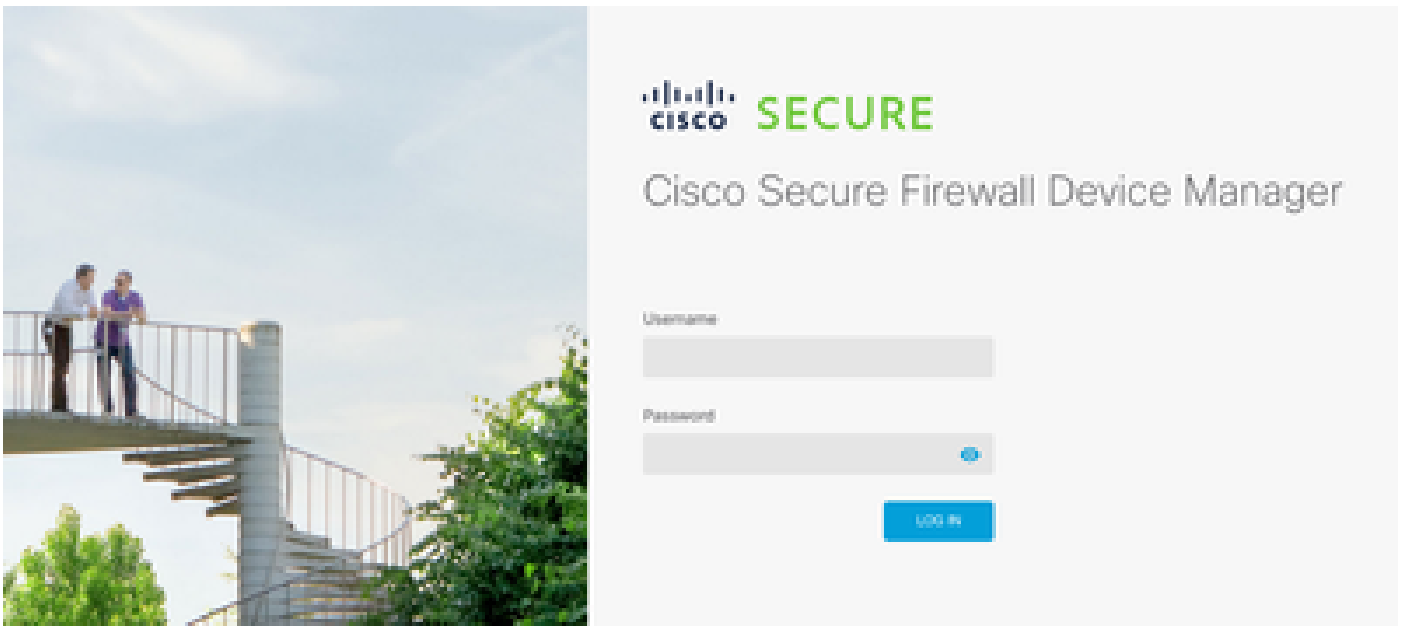 CISCO SECURE
Cisco Secure Firewall Device Manager
Username
Password
LOG IN